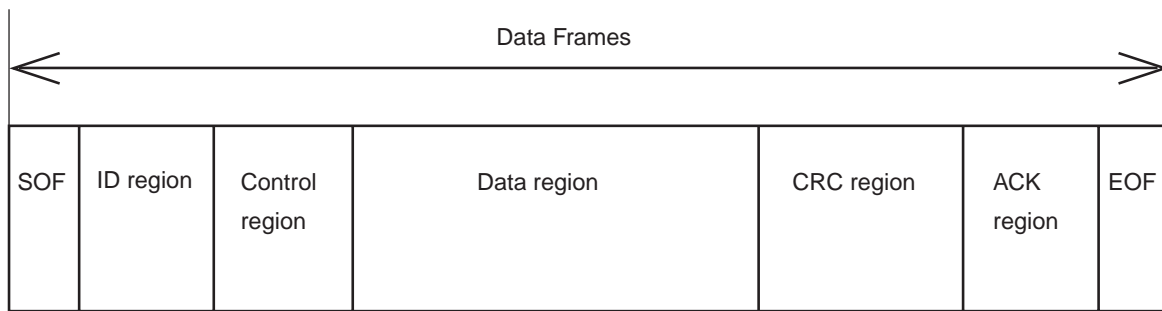 Data Frames
SOF
ID region
Control
region
Data region
CRC region
ACK
region
EOF